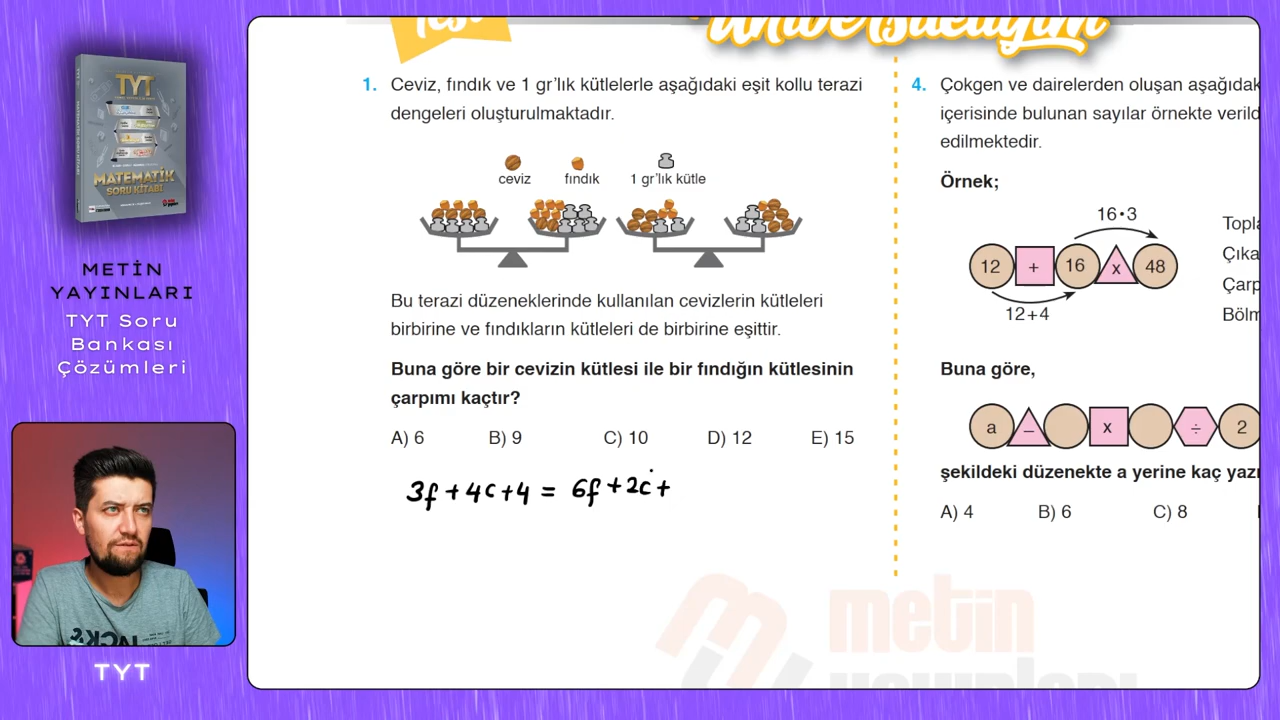 TYT
MATEMATİK
SORU KİTABI
METİN
YAYINLARI
TYT Soru
Bankası
Çözümleri
TYT
Test
1. Ceviz, fındık ve 1 gr'lık kütlelerle aşağıdaki eşit kollu terazi
dengeleri oluşturulmaktadır.
ceviz fındık 1 gr'lık kütle
Bu terazi düzeneklerinde kullanılan cevizlerin kütleleri
birbirine ve fındıkların kütleleri de birbirine eşittir.
Buna göre bir cevizin kütlesi ile bir fındığın kütlesinin
çarpımı kaçtır?
A) 6 B) 9 C) 10 D) 12 E) 15
3f + 4c + 4 = 6f + 2c +
4. Çokgen ve dairelerden oluşan aşağıdak
içerisinde bulunan sayılar örnekte verild
edilmektedir.
Örnek;
16•3
12 + 16 x 48
12+4
Topla
Çıka
Çarp
Bölm
Buna göre,
a – x ÷ 2
şekildeki düzenekte a yerine kaç yazı
A) 4 B) 6 C) 8
metin